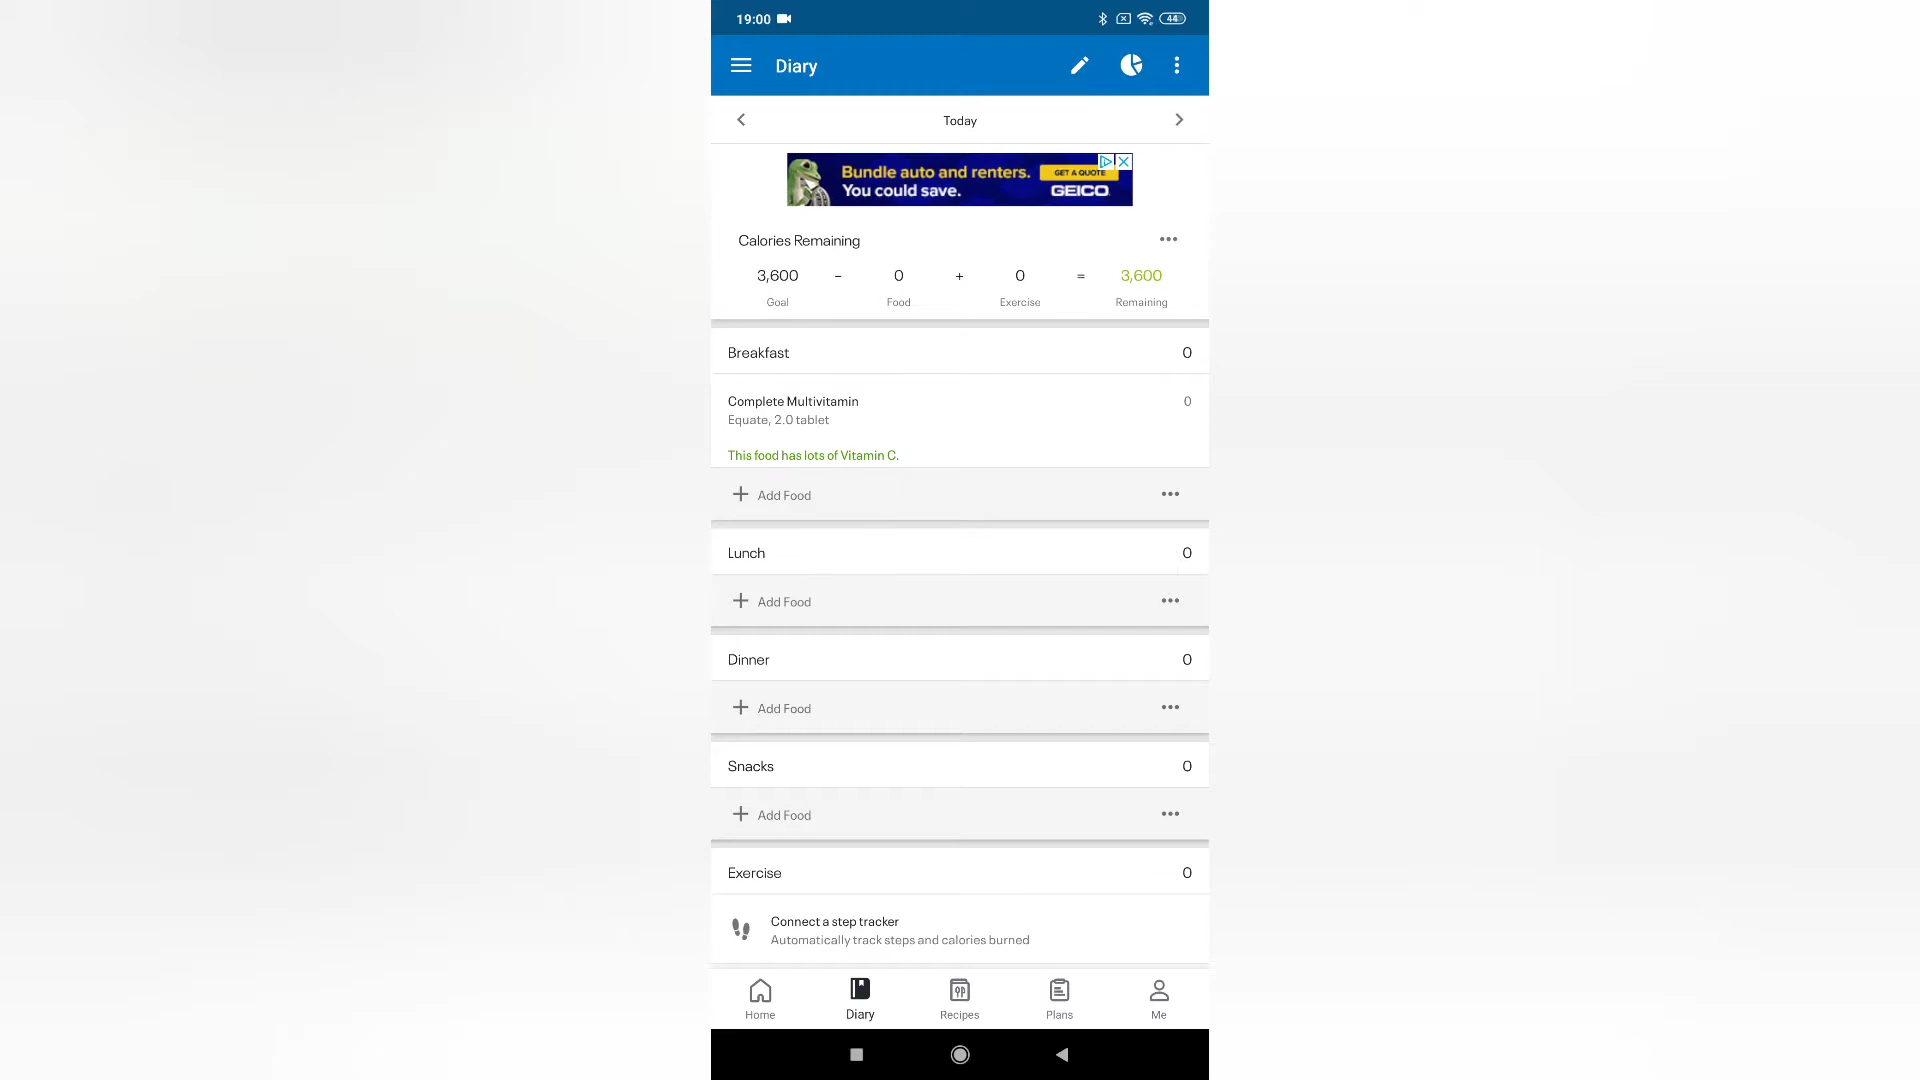 19:00
44
Diary
Today
Bundle auto and renters.
You could save.
GET A QUOTE
GEICO
Calories Remaining
3,600 - 0 + 0 = 3,600
Goal Food Exercise Remaining
Breakfast 0
Complete Multivitamin 0
Equate, 2.0 tablet
This food has lots of Vitamin C.
Add Food
Lunch 0
Add Food
Dinner 0
Add Food
Snacks 0
Add Food
Exercise 0
Connect a step tracker
Automatically track steps and calories burned
Home Diary Recipes Plans Me